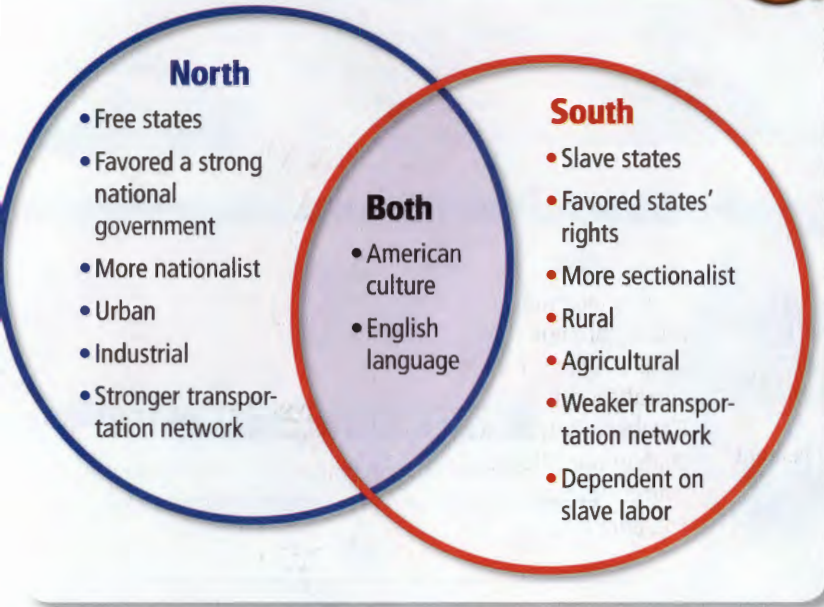 North
• Free states
• Favored a strong
national
government
• More nationalist
• Urban
• Industrial
• Stronger transpor-
tation network
Both
• American
culture
• English
language
South
• Slave states
• Favored states'
rights
• More sectionalist
• Rural
• Agricultural
• Weaker transpor-
tation network
• Dependent on
slave labor